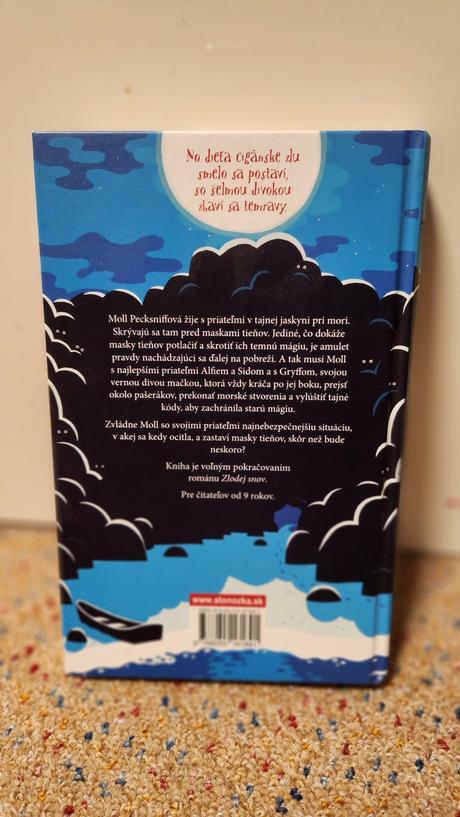 No dieťa cigánske zlu
smelo sa postaví,
so šelmou divokou
zbaví sa temravy.
Moll Pecksniffová žije s priateľmi v tajnej jaskyni pri mori.
Skrývajú sa tam pred maskami tieňov. Jediné, čo dokáže
masky tieňov potlačiť a skrotiť ich temnú mágiu, je amulet
pravdy nachádzajúci sa ďalej na pobreží. A tak musí Moll
s najlepšími priateľmi Alfiem a Sidom a s Gryffom, svojou
vernou divou mačkou, ktorá vždy kráča po jej boku, prejsť
okolo pašerákov, prekonať morské stvorenia a vylúštiť tajné
kódy, aby zachránila starú mágiu.
Zvládne Moll so svojimi priateľmi najnebezpečnejšiu situáciu,
v akej sa kedy ocitla, a zastaví masky tieňov, skôr než bude
neskoro?
Kniha je voľným pokračovaním
románu Zlodej snov.
Pre čitateľov od 9 rokov.
www.stonozka.sk